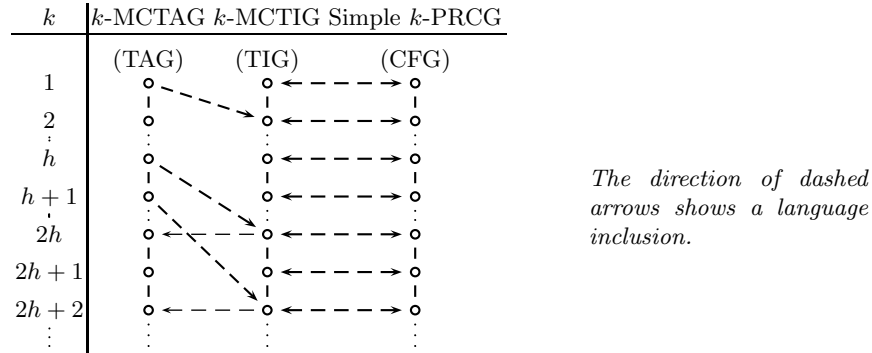 k k-MCTAG k-MCTIG Simple k-PRCG
(TAG) (TIG) (CFG)
1
2
h
h + 1
2h
2h + 1
2h + 2
The direction of dashed
arrows shows a language
inclusion.